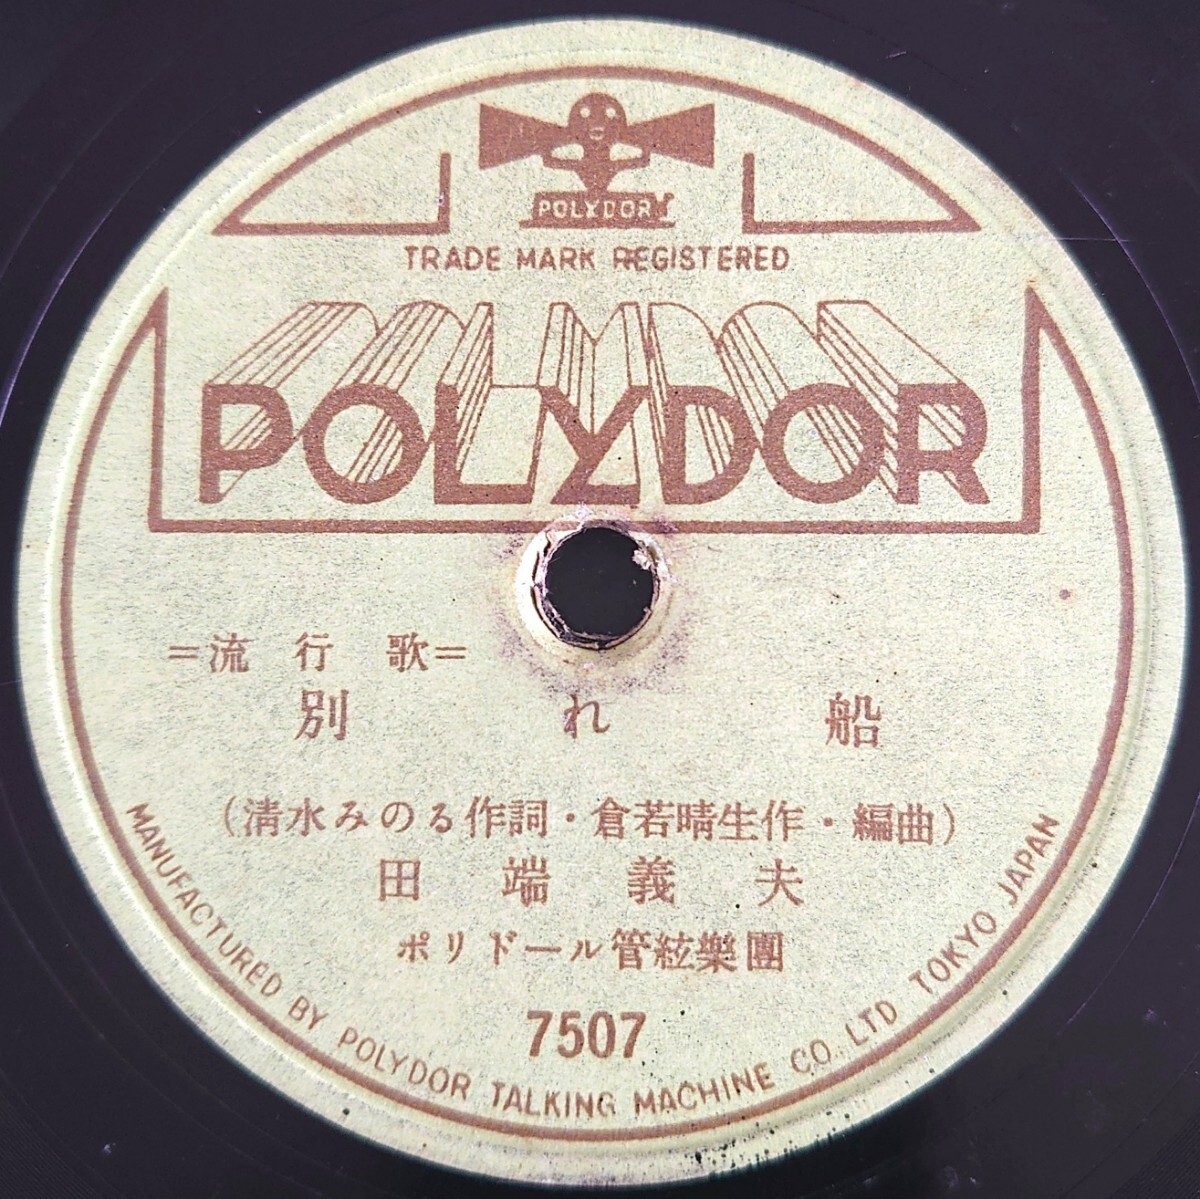 POLYDOR
TRADE MARK REGISTERED
POLYDOR
=流行歌=
別れ船
(清水みのる作詞・倉若晴生作・編曲)
田端義夫
ポリドール管絃樂團
7507
MANUFACTURED BY POLYDOR TALKING MACHINE CO., LTD TOKYO JAPAN